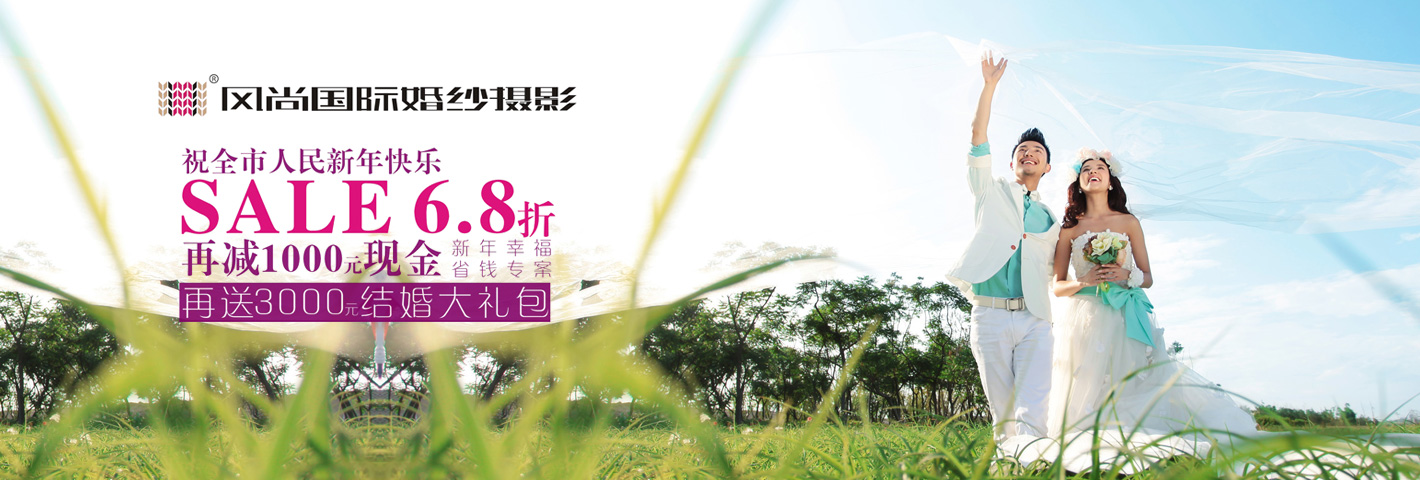 ®风尚国际婚纱摄影
祝全市人民新年快乐
SALE 6.8折
再减1000元现金
新年幸福
省钱专案
再送3000元结婚大礼包